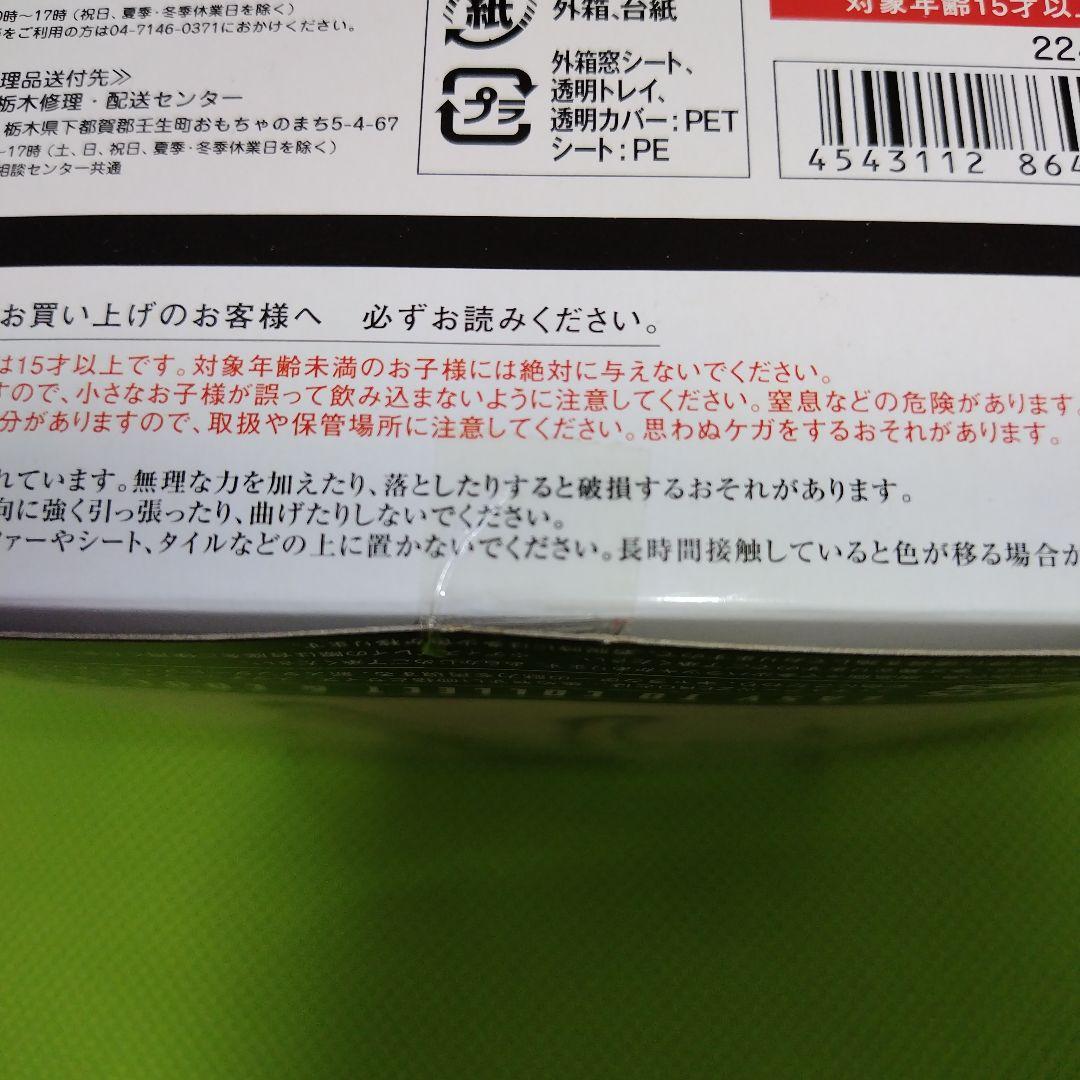 0時～17時（祝日、夏季・冬季休業日を除く）
をご利用の方は04-7146-0371におかけください。
理品送付先≫
栃木修理・配送センター
栃木県下都賀郡壬生町おもちゃのまち5-4-67
～17時（土、日、祝日、夏季・冬季休業日を除く）
相談センター共通
紙
外箱、台紙
プラ
外箱窓シート、
透明トレイ、
透明カバー：PET
シート：PE
対象年齢15才以上
22
4543112 864
お買い上げのお客様へ　必ずお読みください。
は15才以上です。対象年齢未満のお子様には絶対に与えないでください。
すので、小さなお子様が誤って飲み込まないように注意してください。窒息などの危険があります。
分がありますので、取扱や保管場所に注意してください。思わぬケガをするおそれがあります。
れています。無理な力を加えたり、落としたりすると破損するおそれがあります。
向に強く引っ張ったり、曲げたりしないでください。
ァーやシート、タイルなどの上に置かないでください。長時間接触していると色が移る場合が